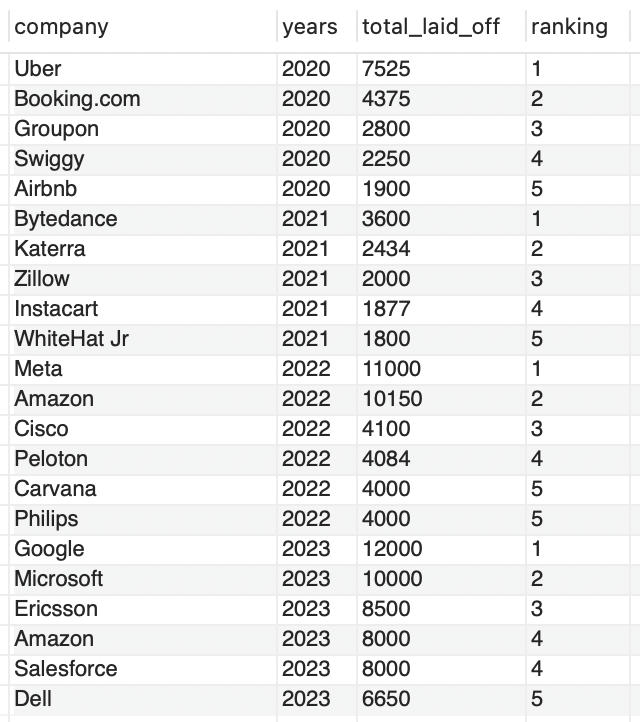 company years total_laid_off ranking
Uber 2020 7525 1
Booking.com 2020 4375 2
Groupon 2020 2800 3
Swiggy 2020 2250 4
Airbnb 2020 1900 5
Bytedance 2021 3600 1
Katerra 2021 2434 2
Zillow 2021 2000 3
Instacart 2021 1877 4
WhiteHat Jr 2021 1800 5
Meta 2022 11000 1
Amazon 2022 10150 2
Cisco 2022 4100 3
Peloton 2022 4084 4
Carvana 2022 4000 5
Philips 2022 4000 5
Google 2023 12000 1
Microsoft 2023 10000 2
Ericsson 2023 8500 3
Amazon 2023 8000 4
Salesforce 2023 8000 4
Dell 2023 6650 5